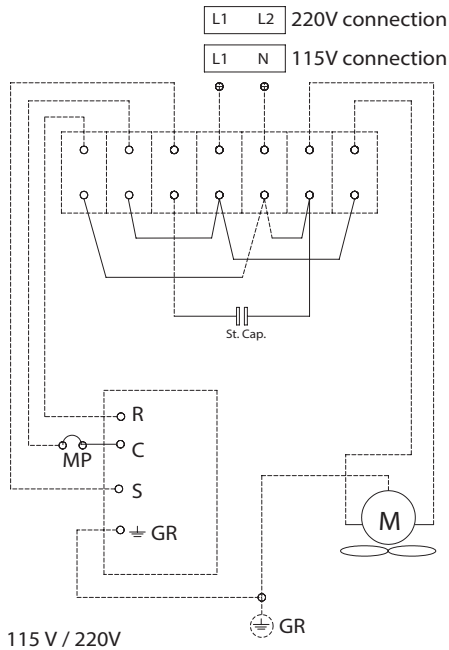 L1 L2 220V connection
L1 N 115V connection
St. Cap.
R
C
MP
S
GR
M
GR
115 V / 220V